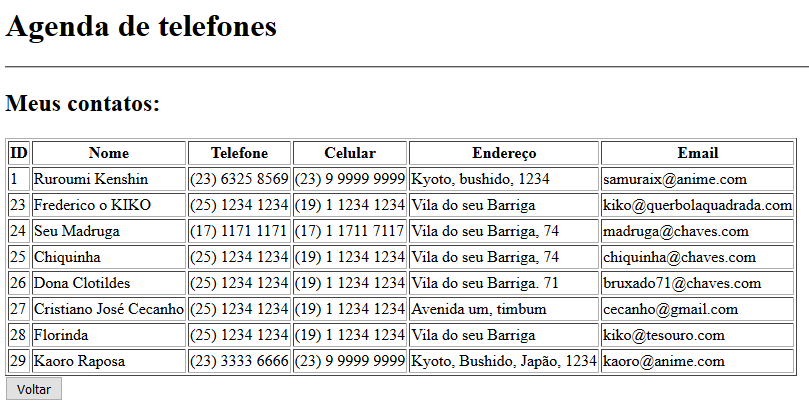 Agenda de telefones
Meus contatos:
ID Nome Telefone Celular Endereço Email
1 Ruroumi Kenshin (23) 6325 8569 (23) 9 9999 9999 Kyoto, bushido, 1234 samuraix@anime.com
23 Frederico o KIKO (25) 1234 1234 (19) 1 1234 1234 Vila do seu Barriga kiko@querbolaquadrada.com
24 Seu Madruga (17) 1171 1171 (17) 1 1711 7117 Vila do seu Barriga, 74 madruga@chaves.com
25 Chiquinha (25) 1234 1234 (19) 1 1234 1234 Vila do seu Barriga, 74 chiquinha@chaves.com
26 Dona Clotildes (25) 1234 1234 (19) 1 1234 1234 Vila do seu Barriga. 71 bruxado71@chaves.com
27 Cristiano José Cecanho (25) 1234 1234 (19) 1 1234 1234 Avenida um, timbum cecanho@gmail.com
28 Florinda (25) 1234 1234 (19) 1 1234 1234 Vila do seu Barriga kiko@tesouro.com
29 Kaoro Raposa (23) 3333 6666 (23) 9 9999 9999 Kyoto, Bushido, Japão, 1234 kaoro@anime.com
Voltar